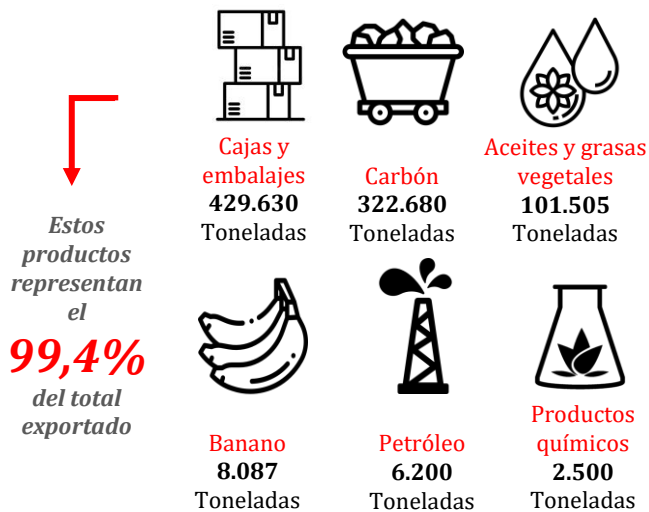 Estos
productos
representan
el
99,4%
del total
exportado
Cajas y
embalajes
429.630
Toneladas
Carbón
322.680
Toneladas
Aceites y grasas
vegetales
101.505
Toneladas
Banano
8.087
Toneladas
Petróleo
6.200
Toneladas
Productos
químicos
2.500
Toneladas